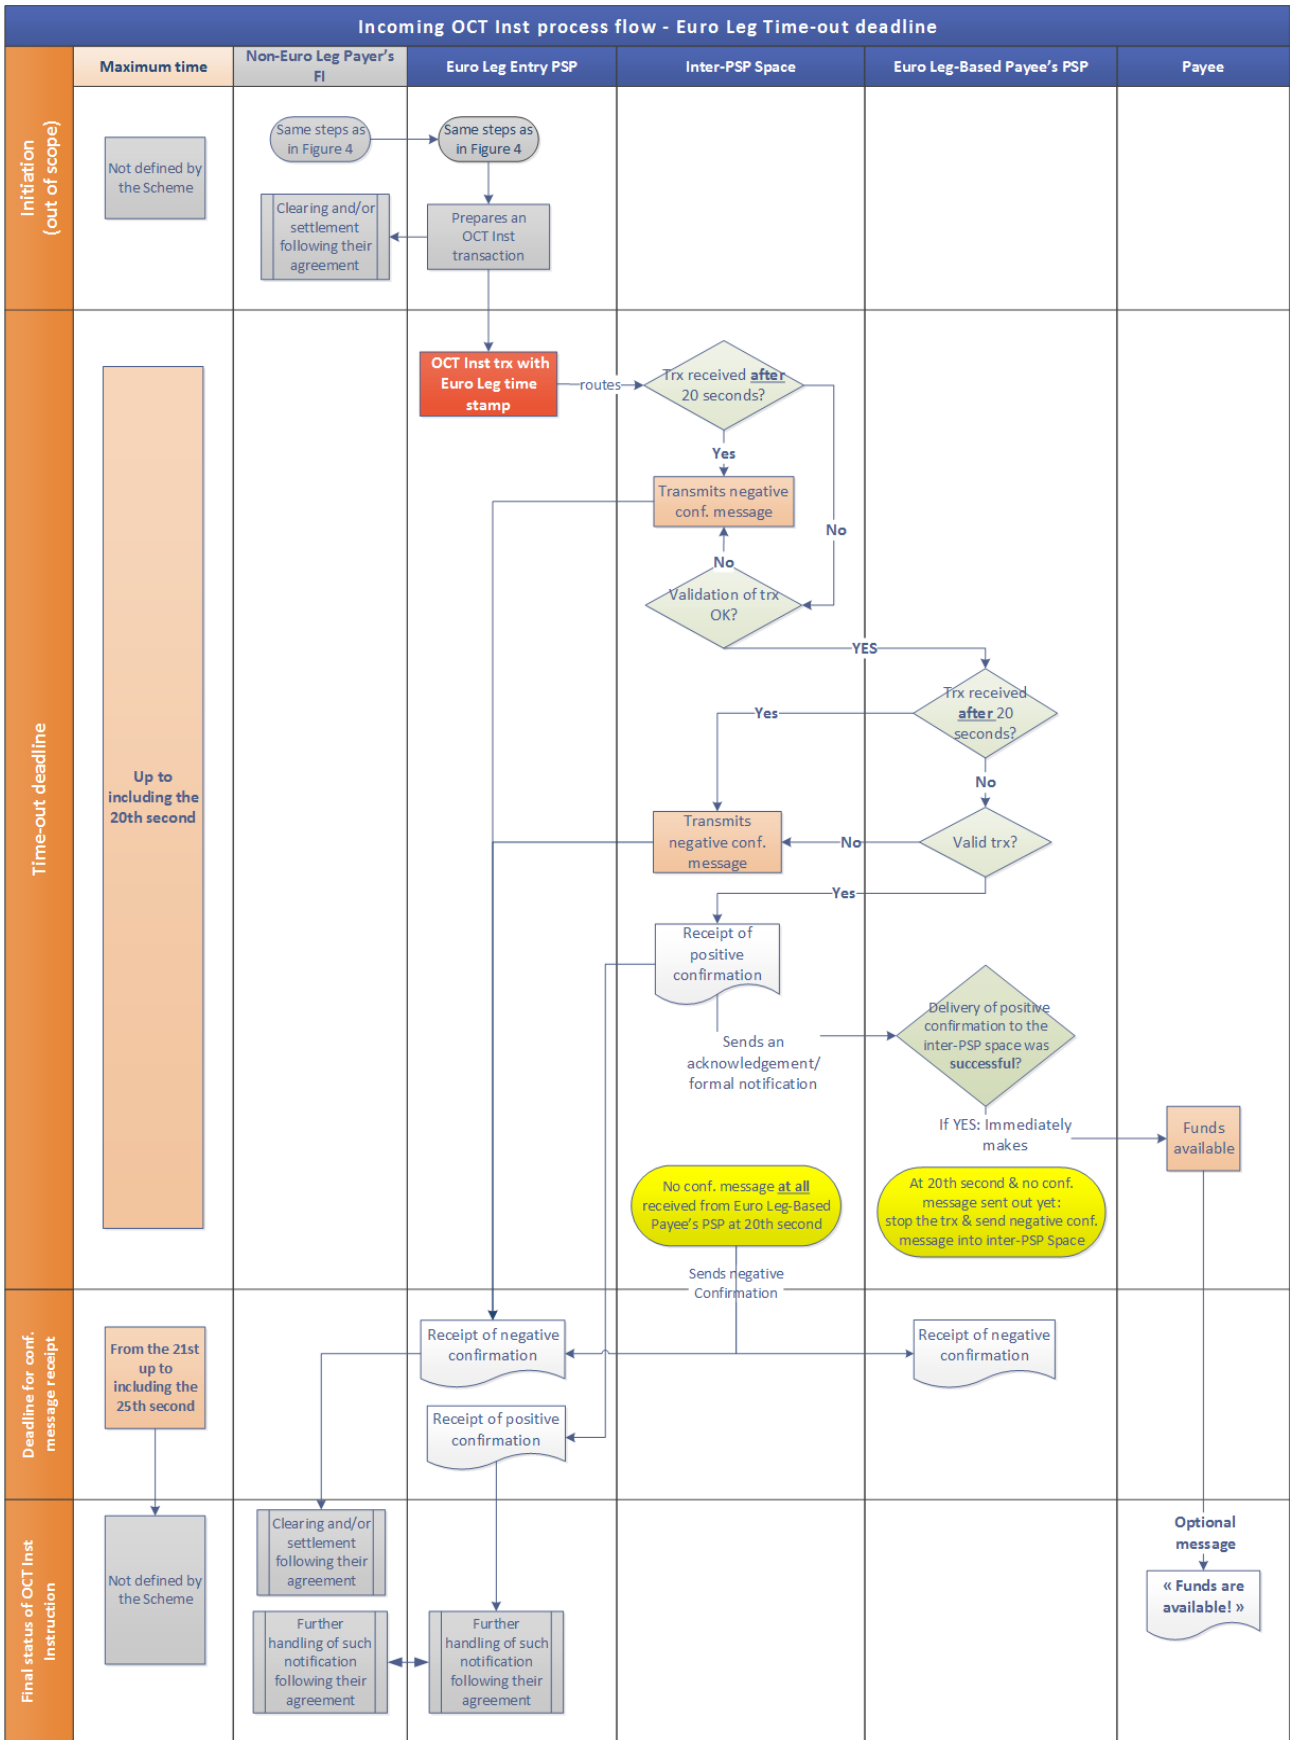 Incoming OCT Inst process flow - Euro Leg Time-out deadline
Maximum time
Non-Euro Leg Payer's
FI
Euro Leg Entry PSP
Inter-PSP Space
Euro Leg-Based Payee's PSP
Payee
Initiation
(out of scope)
Not defined by
the Scheme
Same steps as
in Figure 4
Same steps as
in Figure 4
Clearing and/or
settlement
following their
agreement
Prepares an
OCT Inst
transaction
Time-out deadline
Up to
including the
20th second
OCT Inst trx with
Euro Leg time
stamp
routes
Trx received after
20 seconds?
Yes
Transmits negative
conf. message
No
No
Validation of trx
OK?
YES
Trx received
after 20
seconds?
Yes
No
Transmits
negative conf.
message
No
Valid trx?
Yes
Receipt of
positive
confirmation
Sends an
acknowledgement/
formal notification
Delivery of positive
confirmation to the
inter-PSP space was
successful?
If YES: Immediately
makes
Funds
available
No conf. message at all
received from Euro Leg-Based
Payee's PSP at 20th second
At 20th second & no conf.
message sent out yet:
stop the trx & send negative conf.
message into inter-PSP Space
Sends negative
Confirmation
Deadline for conf.
message receipt
From the 21st
up to
including the
25th second
Receipt of negative
confirmation
Receipt of negative
confirmation
Receipt of positive
confirmation
Final status of OCT Inst
Instruction
Not defined by
the Scheme
Clearing and/or
settlement
following their
agreement
Further
handling of such
notification
following their
agreement
Further
handling of such
notification
following their
agreement
Optional
message
« Funds are
available! »